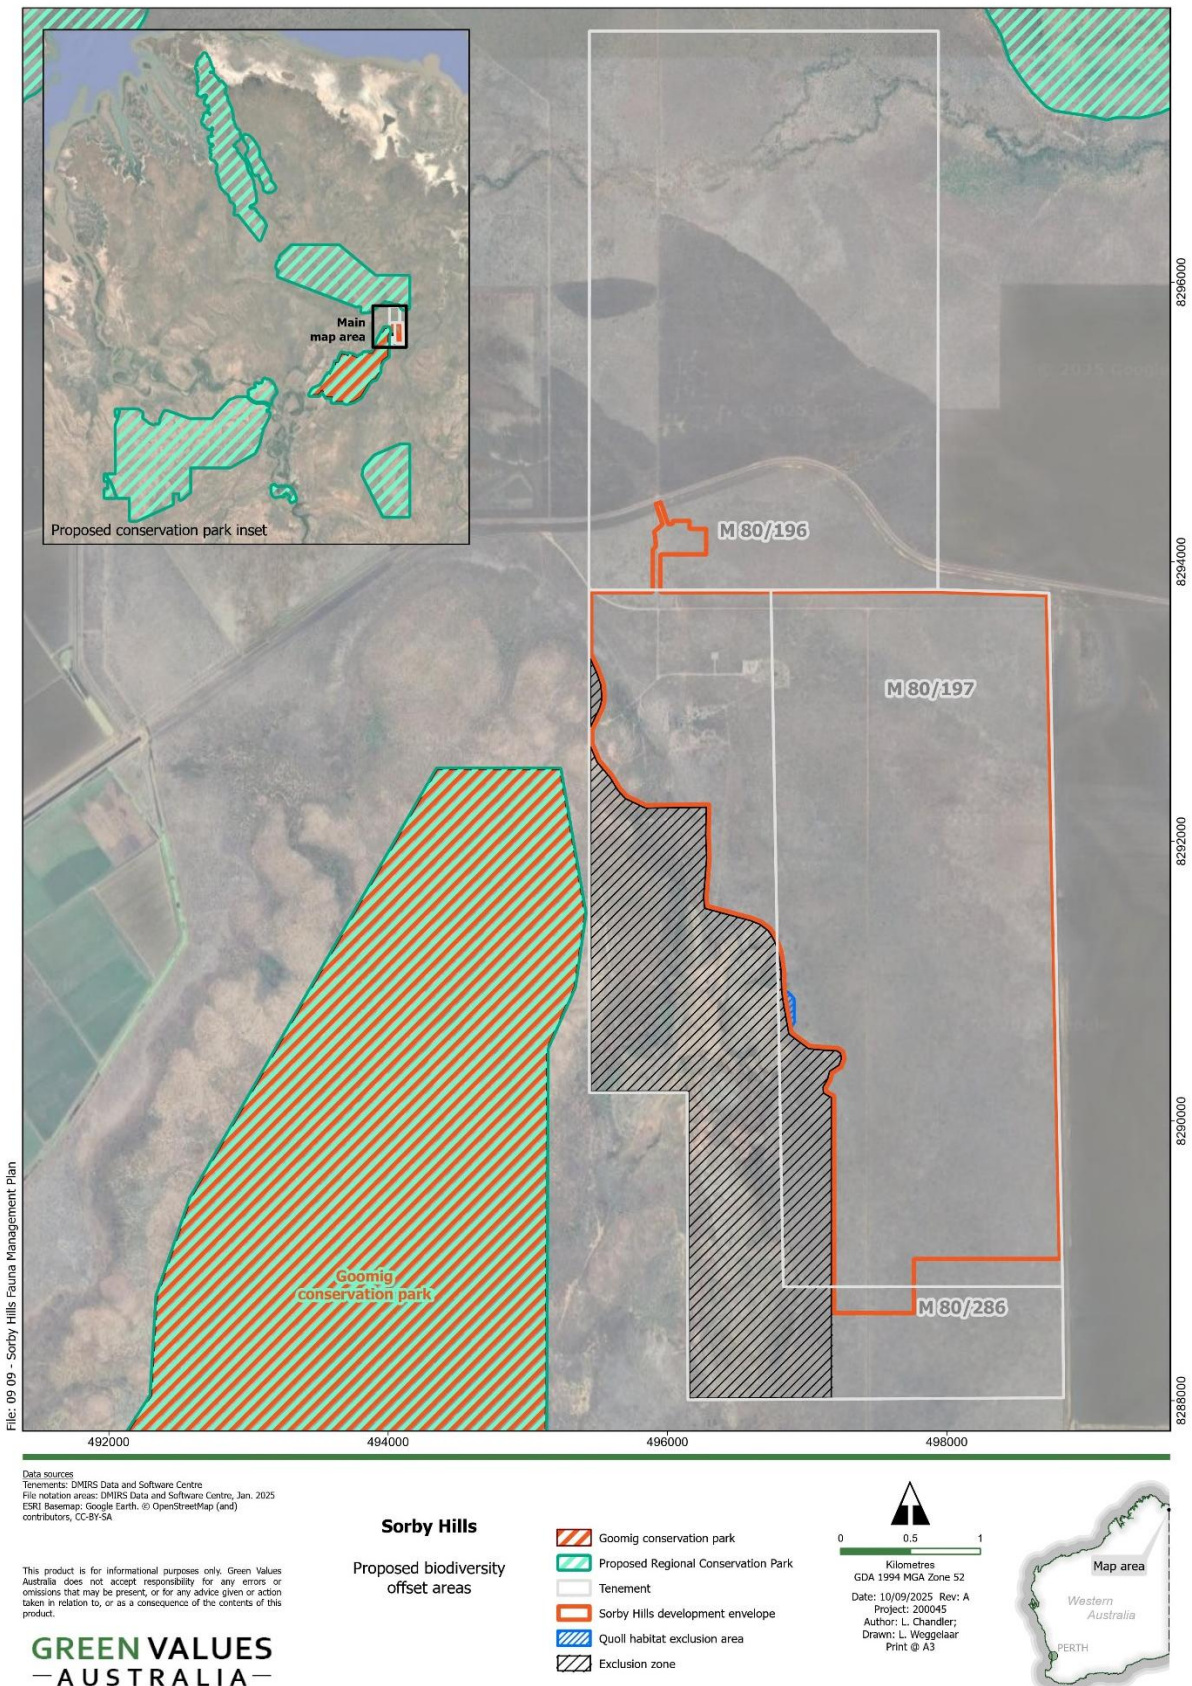 Main
map area
Proposed conservation park inset
M 80/196
M 80/197
M 80/286
Goomig
conservation park
8296000
8294000
8292000
8290000
8288000
492000
494000
496000
498000
File: 09 09 - Sorby Hills Fauna Management Plan
Data sources
Tenements: DMIRS Data and Software Centre
File notation areas: DMIRS Data and Software Centre, Jan. 2025
ESRI Basemap: Google Earth. © OpenStreetMap (and)
contributors, CC-BY-SA
This product is for informational purposes only. Green Values
Australia does not accept responsibility for any errors or
omissions that may be present, or for any advice given or action
taken in relation to, or as a consequence of the contents of this
product.
GREEN VALUES
AUSTRALIA
Sorby Hills
Proposed biodiversity
offset areas
Goomig conservation park
Proposed Regional Conservation Park
Tenement
Sorby Hills development envelope
Quoll habitat exclusion area
Exclusion zone
0 0.5 1
Kilometres
GDA 1994 MGA Zone 52
Date: 10/09/2025 Rev: A
Project: 200045
Author: L. Chandler;
Drawn: L. Weggelaar
Print @ A3
Map area
Western
Australia
PERTH